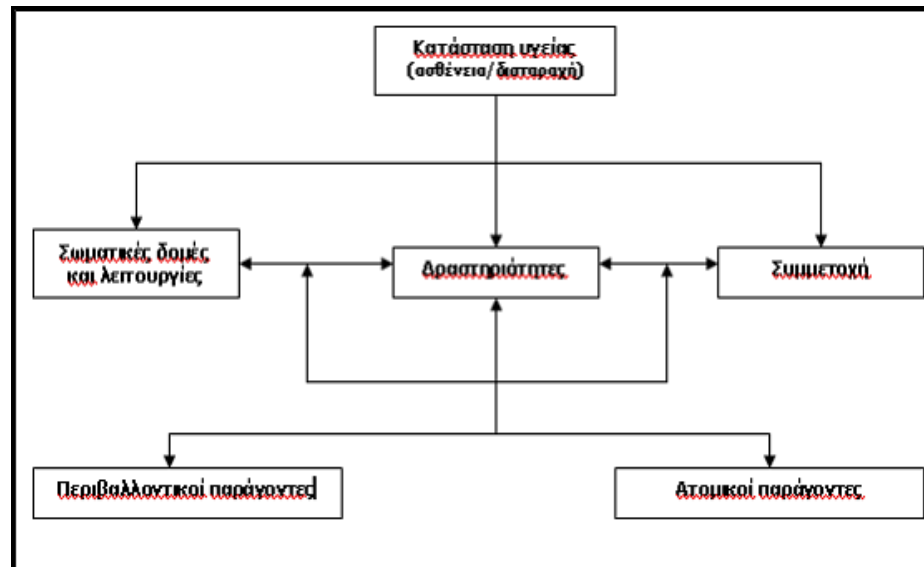 Κατάσταση υγείας
(ασθένεια/διαταραχή)
Σωματικές δομές
και λειτουργίες
Δραστηριότητες
Συμμετοχή
Περιβαλλοντικοί παράγοντες
Ατομικοί παράγοντες